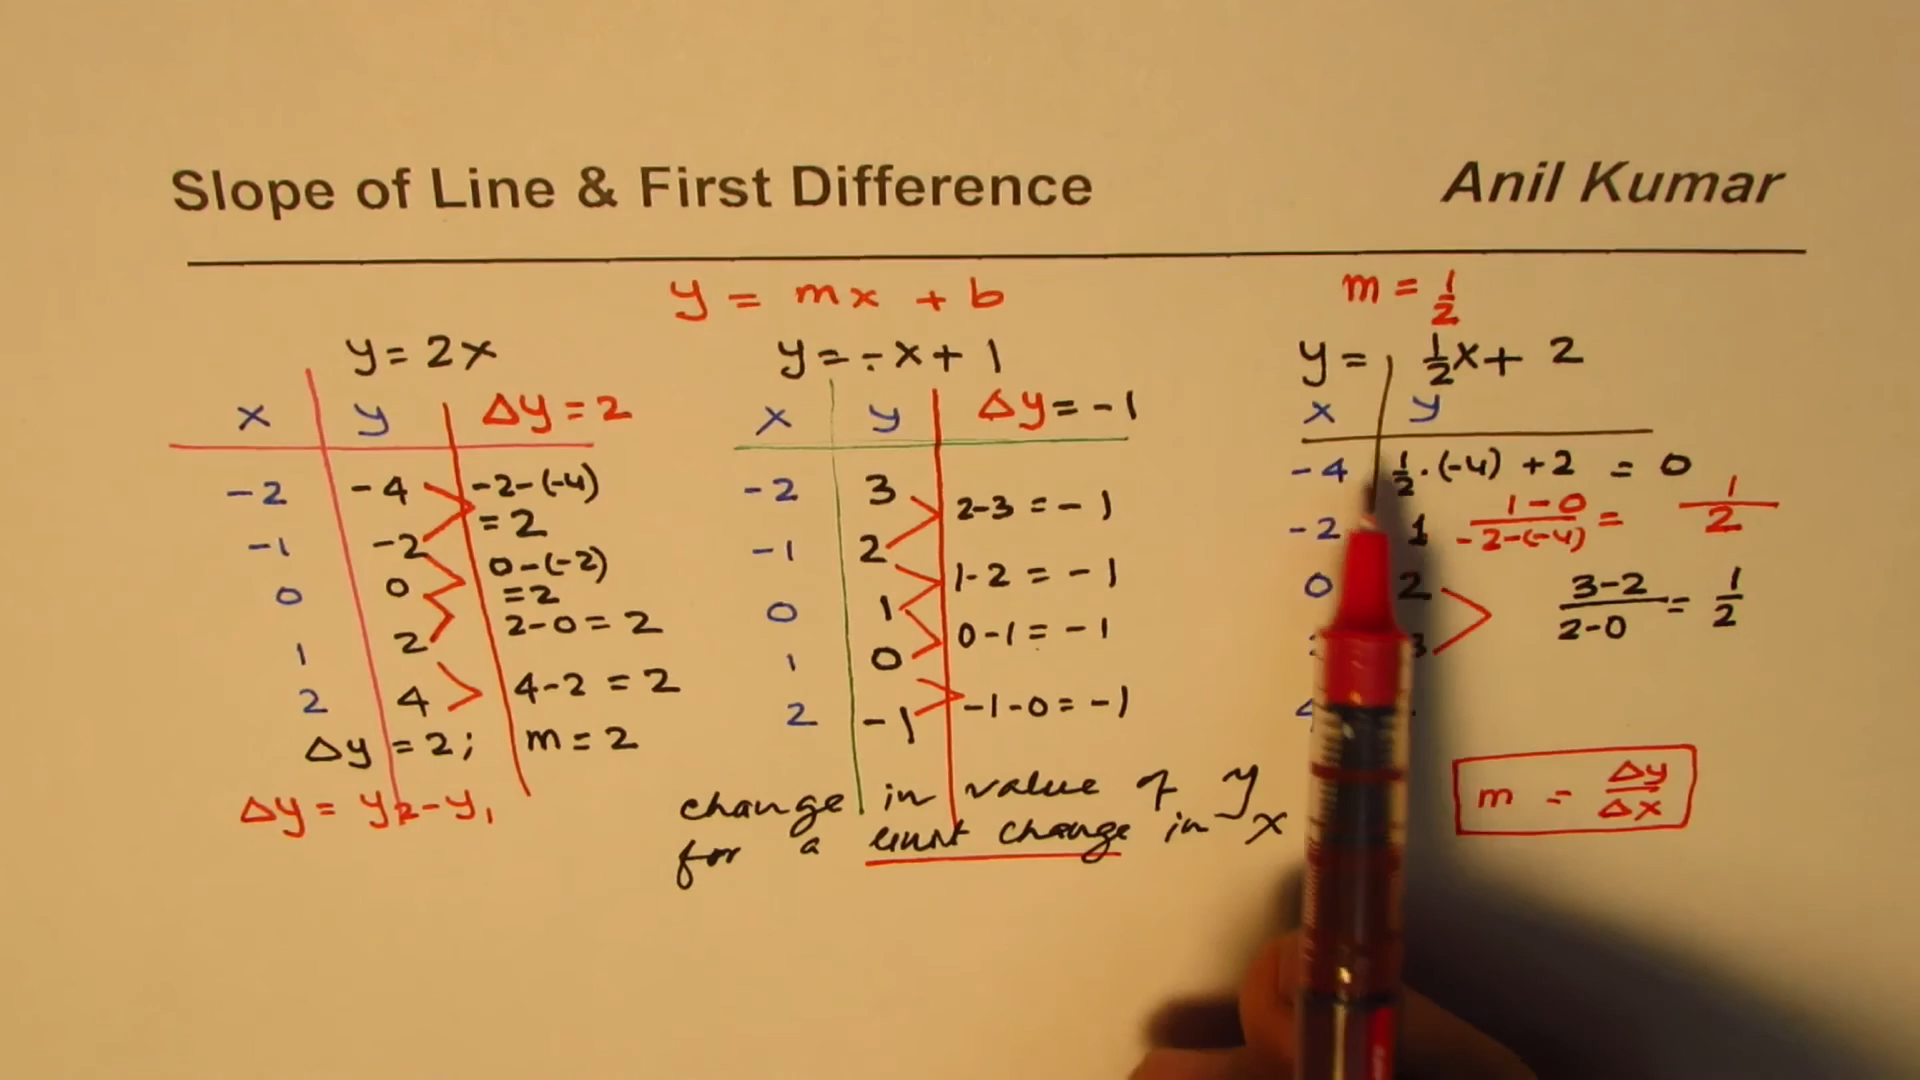 Slope of Line & First Difference
Anil Kumar
y = mx + b
y = 2x
x y Δy = 2
-2 -4 -2-(-4)
= 2
-1 -2 0-(-2)
= 2
0 0 2-0 = 2
1 2
2 4 4-2 = 2
Δy = 2; m = 2
Δy = y₂-y₁
y = -x + 1
x y Δy = -1
-2 3 2-3 = -1
-1 2 1-2 = -1
0 1 0-1 = -1
1 0
2 -1 -1-0 = -1
change in value of y
for a unit change in x
m = 1/2
y = 1/2x + 2
x y
-4 1/2·(-4) +2 = 0
-2 1 1-0/-2-(-4) = 1/2
0 2 3-2/2-0 = 1/2
3
m = Δy/Δx